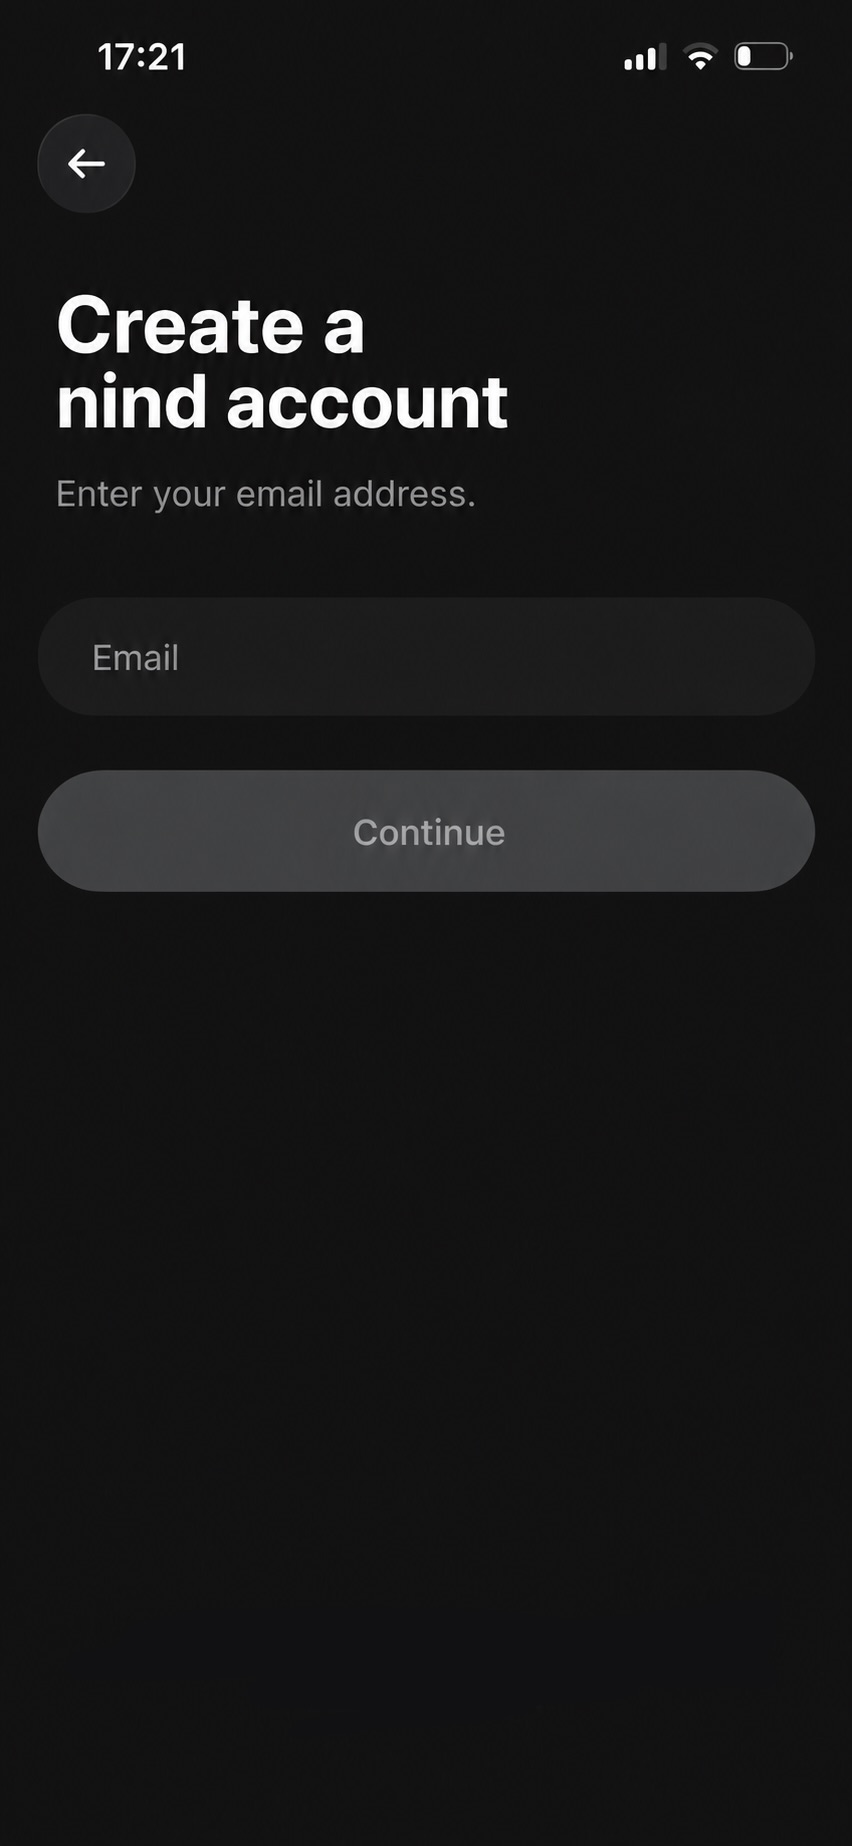 17:21
Create a
nind account
Enter your email address.
Email
Continue